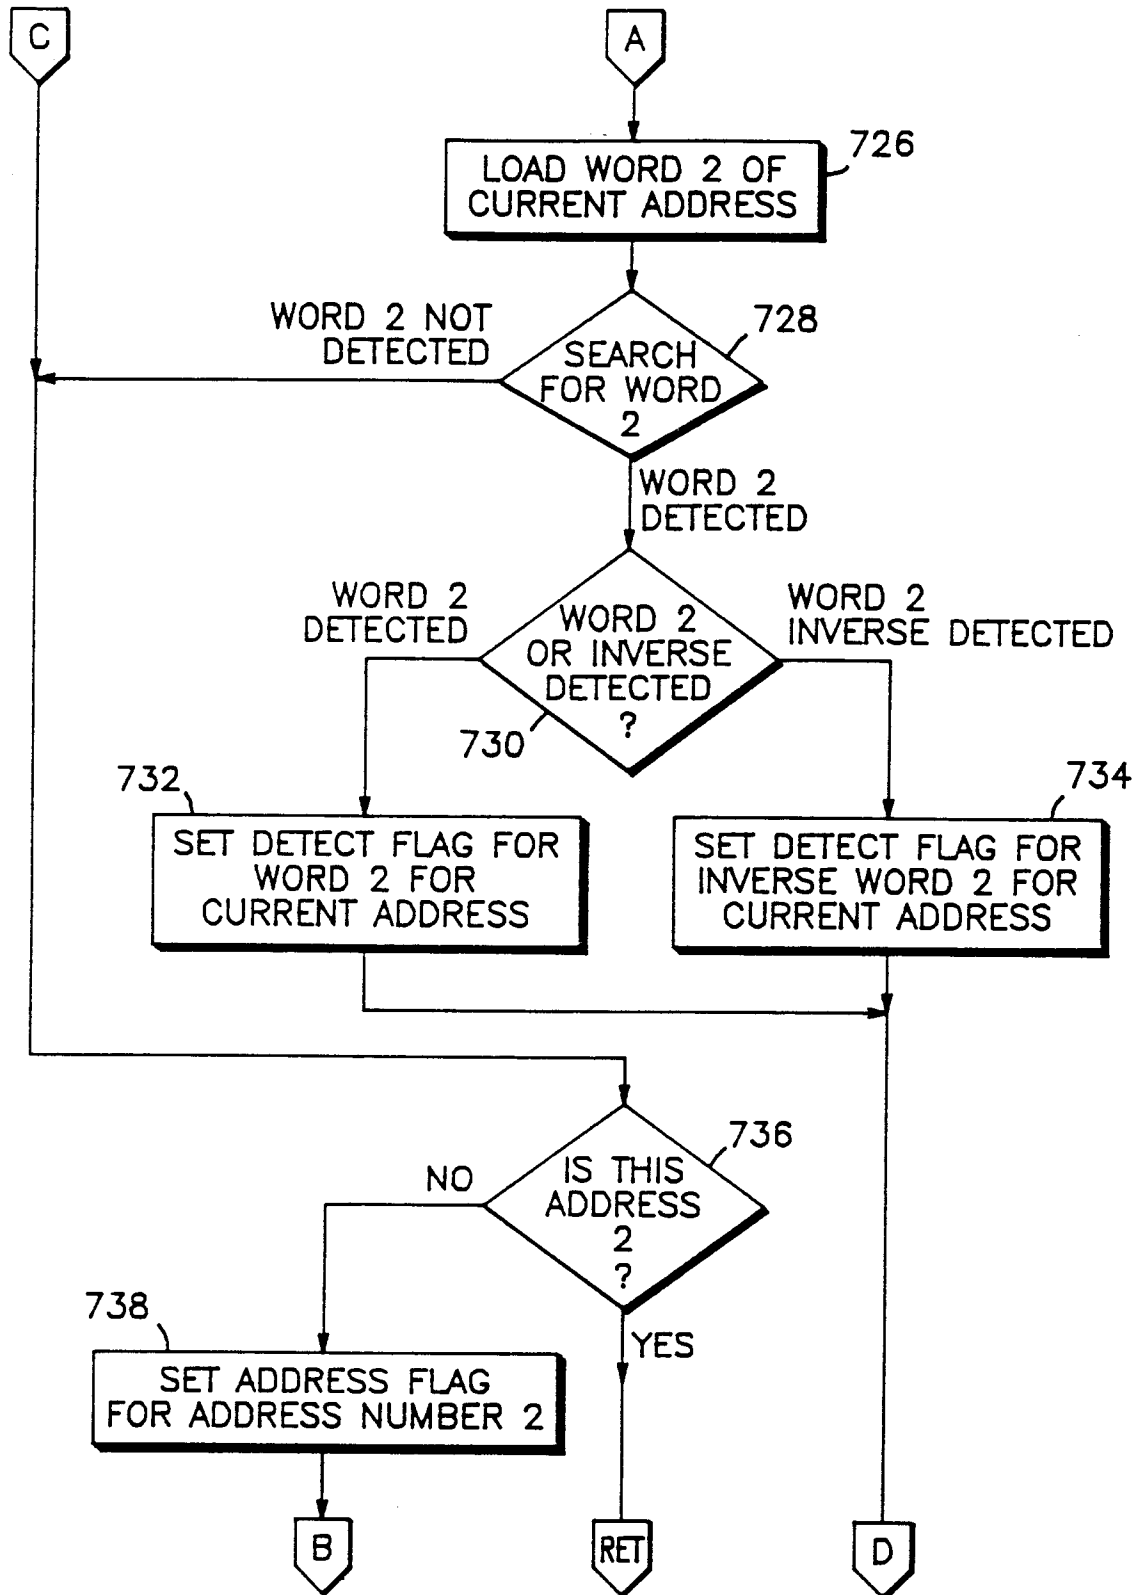 C
A
726
LOAD WORD 2 OF
CURRENT ADDRESS
WORD 2 NOT
DETECTED
728
SEARCH
FOR WORD
2
WORD 2
DETECTED
WORD 2
DETECTED
WORD 2
OR INVERSE
DETECTED
?
730
WORD 2
INVERSE DETECTED
732
SET DETECT FLAG FOR
WORD 2 FOR
CURRENT ADDRESS
734
SET DETECT FLAG FOR
INVERSE WORD 2 FOR
CURRENT ADDRESS
736
IS THIS
ADDRESS
2
?
NO
YES
738
SET ADDRESS FLAG
FOR ADDRESS NUMBER 2
B
RET
D